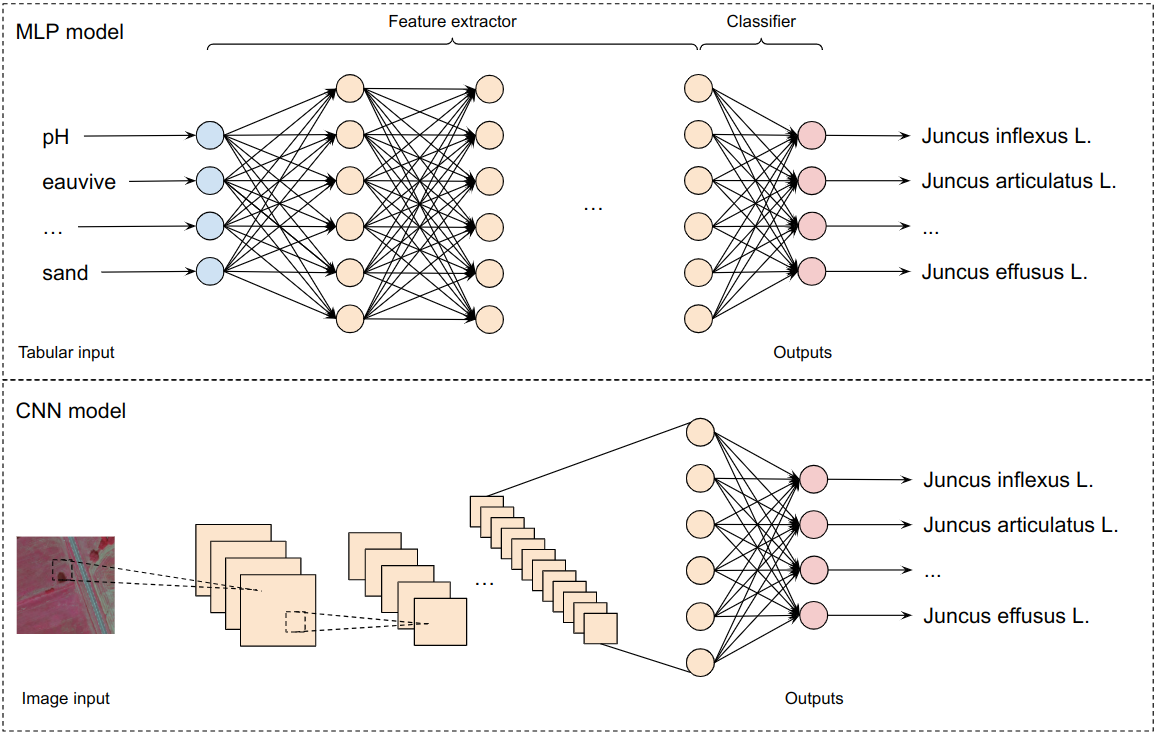 MLP model
Feature extractor
Classifier
pH
eauvive
...
sand
...
Juncus inflexus L.
Juncus articulatus L.
...
Juncus effusus L.
Tabular input
Outputs
CNN model
...
Juncus inflexus L.
Juncus articulatus L.
...
Juncus effusus L.
Image input
Outputs